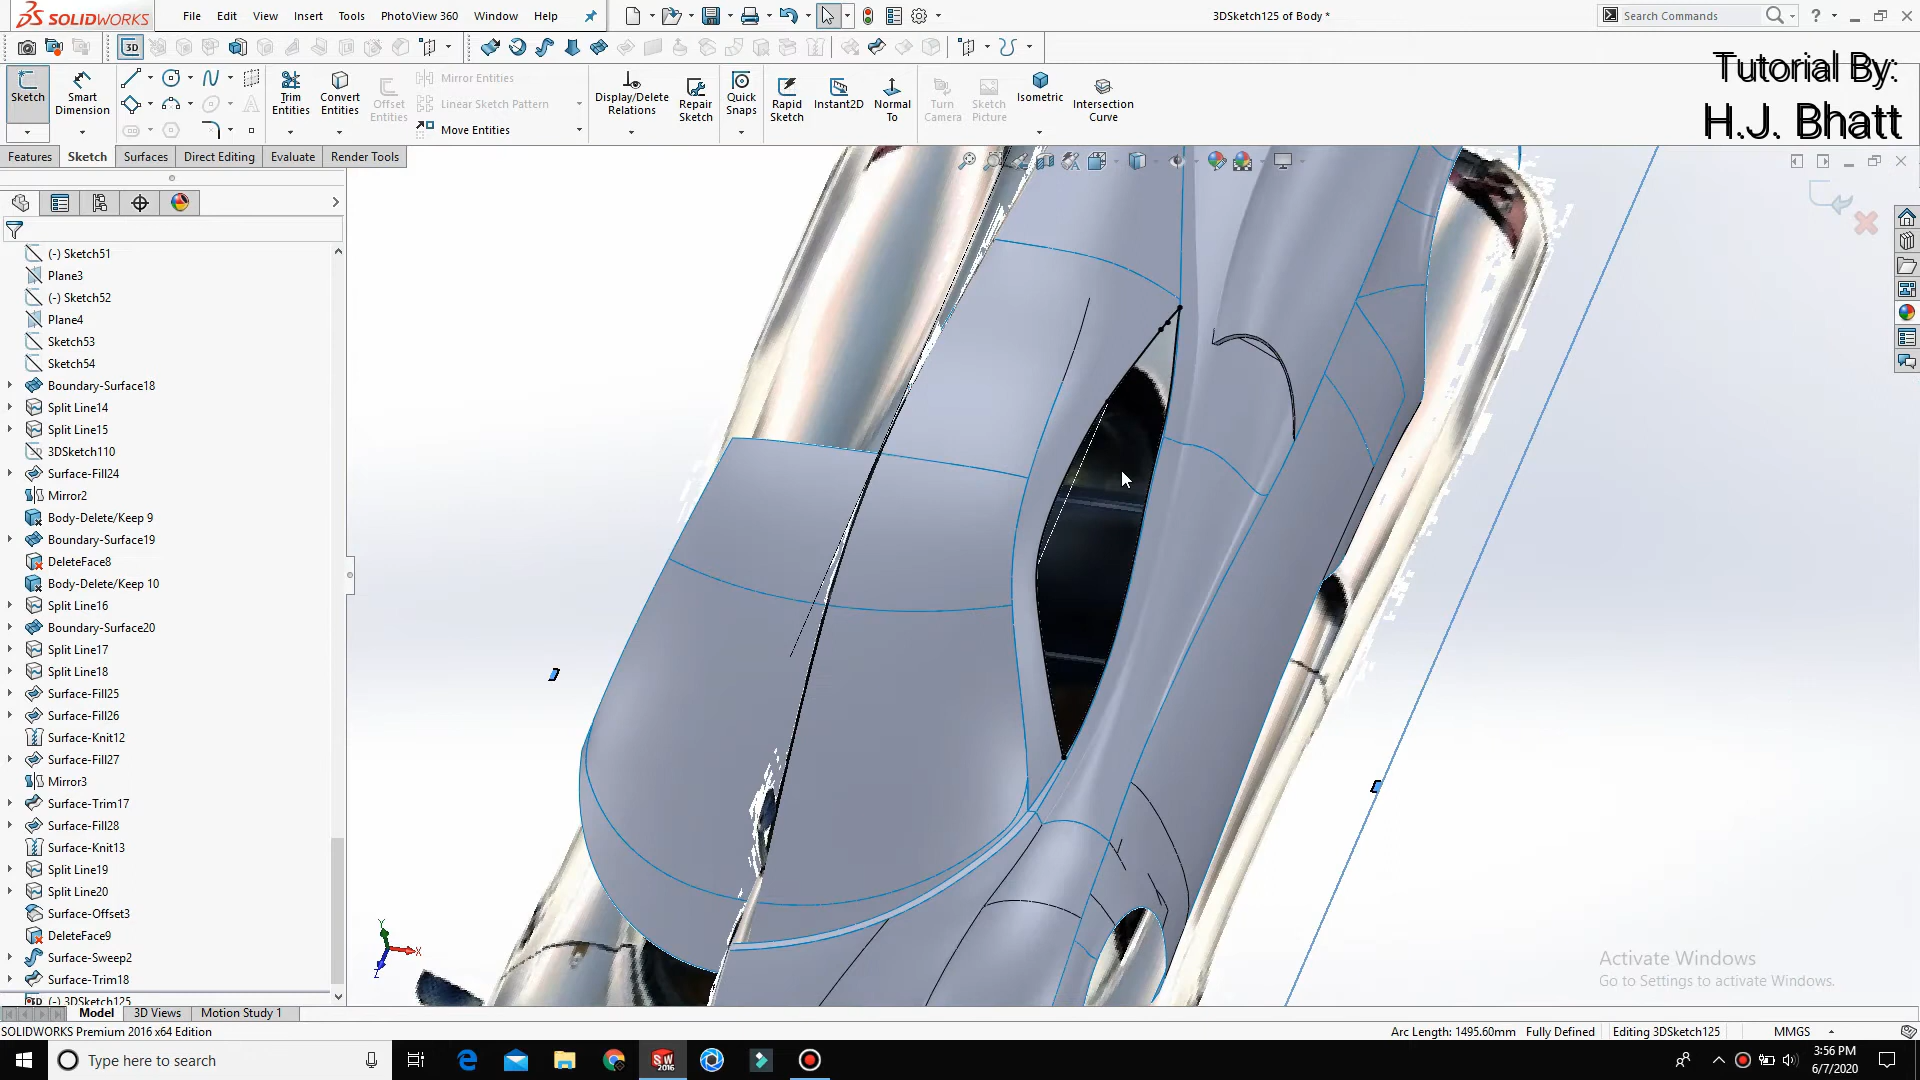 SOLIDWORKS
File Edit View Insert Tools PhotoView 360 Window Help
3DSketch125 of Body *
Search Commands
Tutorial By:
H.J. Bhatt
Sketch
Smart Dimension
Trim Entities
Convert Entities
Offset Entities
Mirror Entities
Linear Sketch Pattern
Move Entities
Display/Delete Relations
Repair Sketch
Quick Snaps
Rapid Sketch
Instant2D
Normal To
Turn Camera
Sketch Picture
Isometric
Intersection Curve
Features Sketch Surfaces Direct Editing Evaluate Render Tools
(-) Sketch51
Plane3
(-) Sketch52
Plane4
Sketch53
Sketch54
Boundary-Surface18
Split Line14
Split Line15
3DSketch110
Surface-Fill24
Mirror2
Body-Delete/Keep 9
Boundary-Surface19
DeleteFace8
Body-Delete/Keep 10
Split Line16
Boundary-Surface20
Split Line17
Split Line18
Surface-Fill25
Surface-Fill26
Surface-Knit12
Surface-Fill27
Mirror3
Surface-Trim17
Surface-Fill28
Surface-Knit13
Split Line19
Split Line20
Surface-Offset3
DeleteFace9
Surface-Sweep2
Surface-Trim18
(-) 3DSketch125
Y
X
Z
Activate Windows
Go to Settings to activate Windows.
Model 3D Views Motion Study 1
SOLIDWORKS Premium 2016 x64 Edition
Arc Length: 1495.60mm Fully Defined Editing 3DSketch125 MMGS
Type here to search
3:56 PM
6/7/2020